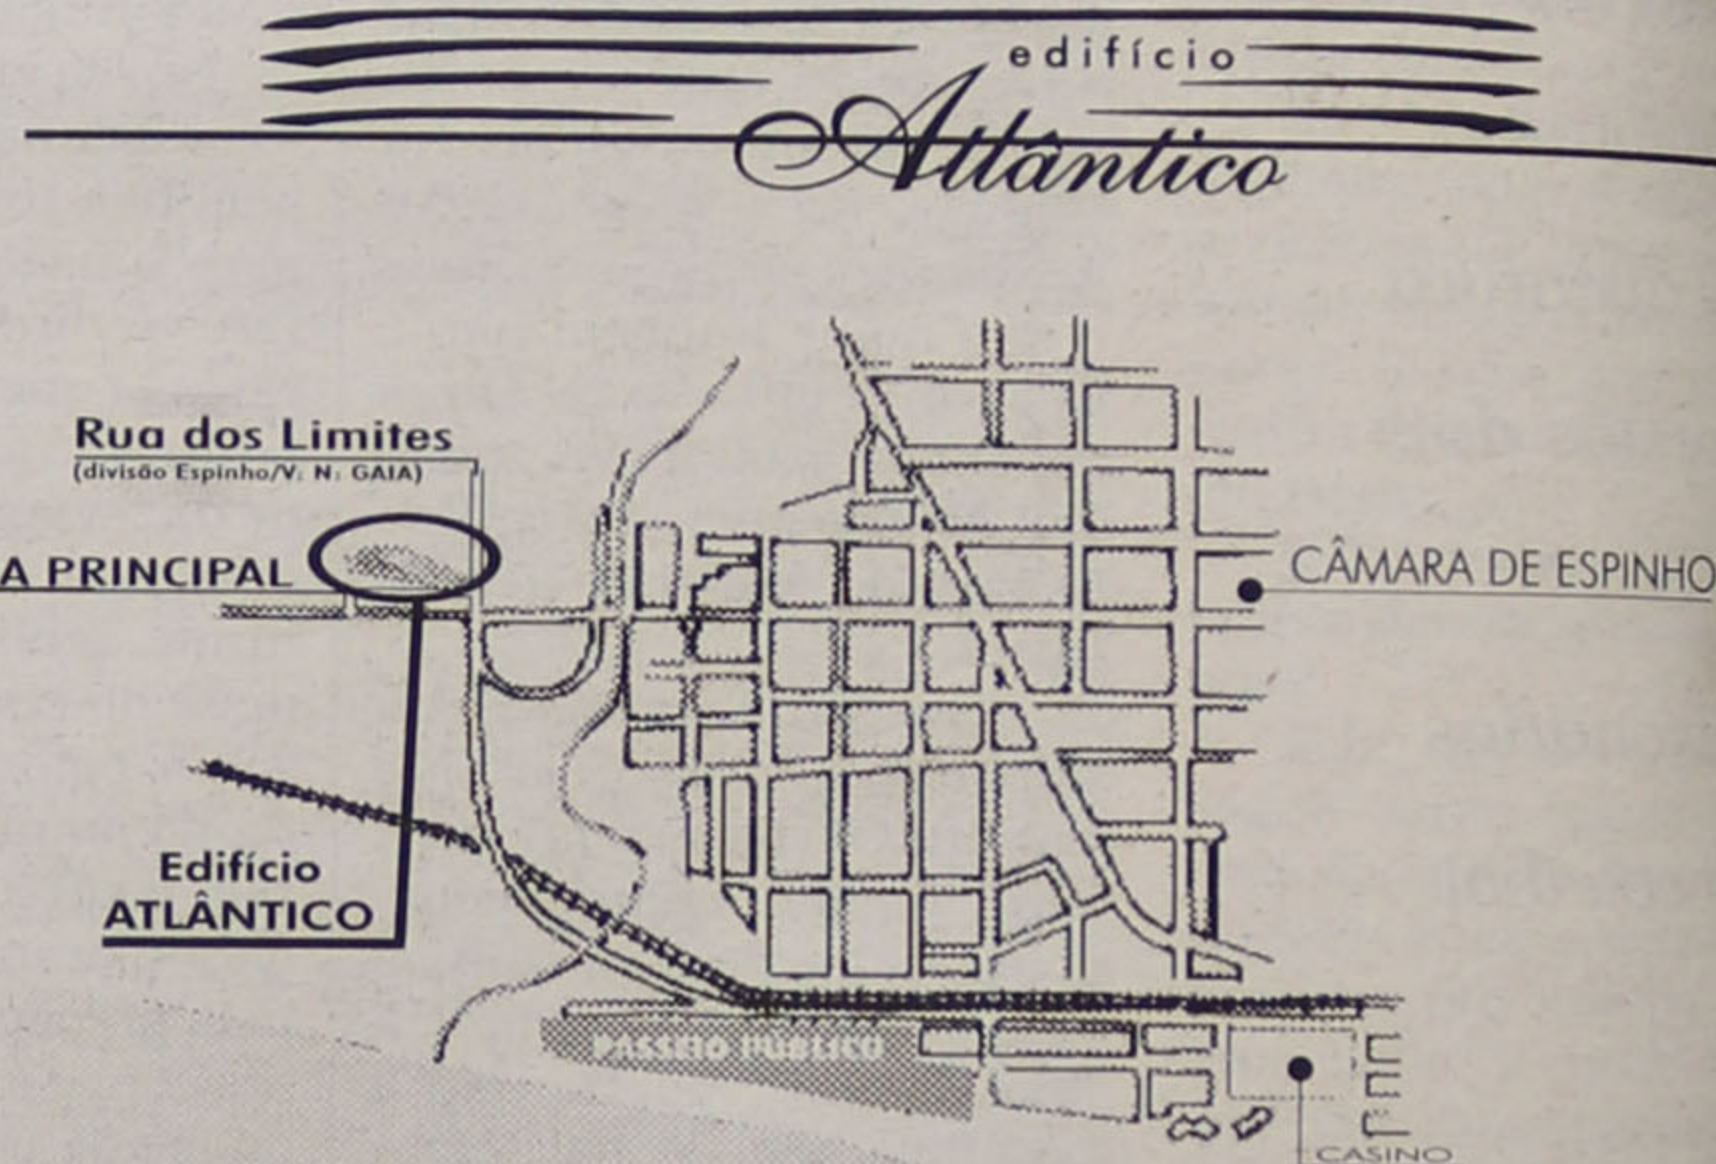 edifício
Atlântico
Rua dos Limites
(divisão Espinho/V: N: GAIA)
A PRINCIPAL
CÂMARA DE ESPINHO
Edifício
ATLÂNTICO
PASSEIO PÚBLICO
CASINO